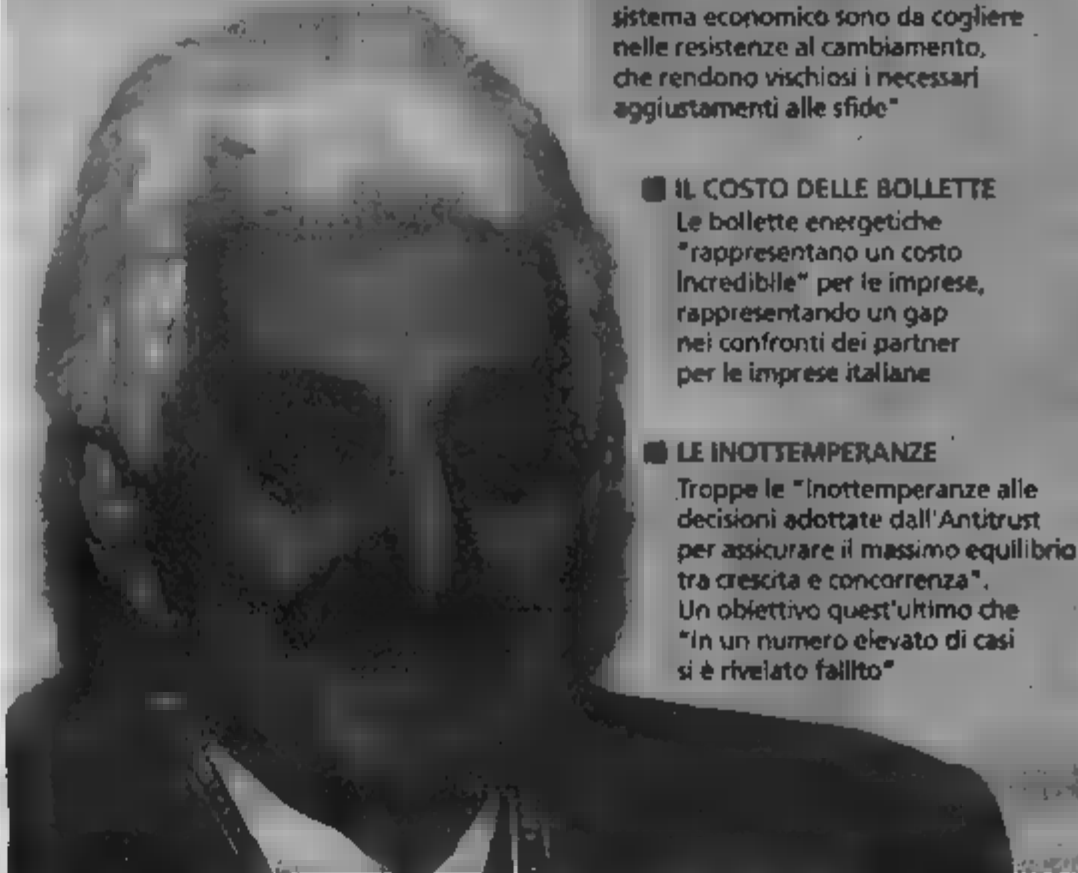 sistema economico sono da cogliere
nelle resistenze al cambiamento,
che rendono vischiosi i necessari
aggiustamenti alle sfide"
IL COSTO DELLE BOLLETTE
Le bollette energetiche
"rappresentano un costo
incredibile" per le imprese,
rappresentando un gap
nei confronti dei partner
per le imprese italiane
LE INOTTEMPERANZE
Troppe le "inottemperanze alle
decisioni adottate dall'Antitrust
per assicurare il massimo equilibrio
tra crescita e concorrenza".
Un obiettivo quest'ultimo che
"in un numero elevato di casi
si è rivelato fallito"